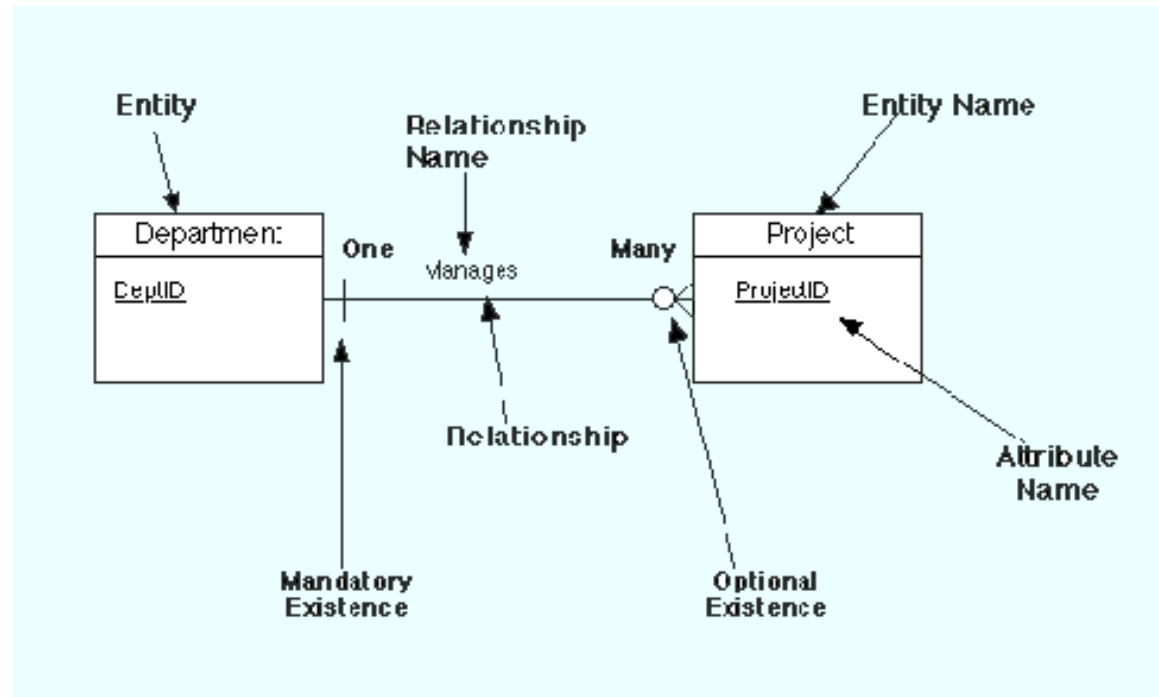 Entity
Entity Name
Relationship
Name
Department
One
Manages
Many
Project
DeptID
ProjectID
Relationship
Attribute
Name
Mandatory
Existence
Optional
Existence